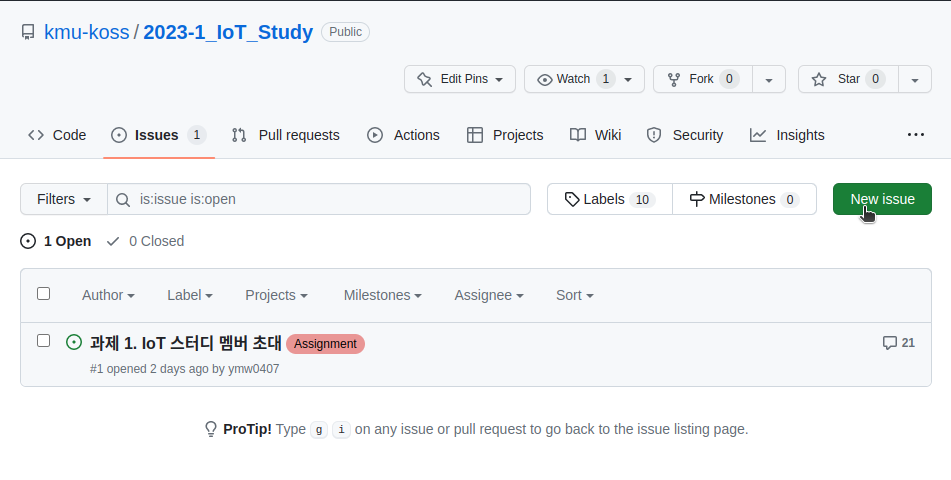 kmu-koss / 2023-1_IoT_Study Public
Edit Pins Watch 1 Fork 0 Star 0
Code Issues 1 Pull requests Actions Projects Wiki Security Insights
Filters is:issue is:open Labels 10 Milestones 0 New issue
1 Open 0 Closed
Author Label Projects Milestones Assignee Sort
과제 1. IoT 스터디 멤버 초대 Assignment 21
#1 opened 2 days ago by ymw0407
ProTip! Type g i on any issue or pull request to go back to the issue listing page.